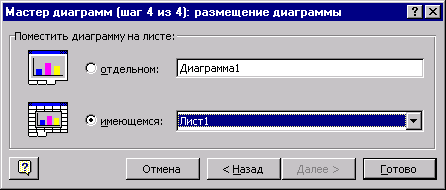 Мастер диаграмм (шаг 4 из 4): размещение диаграммы
Поместить диаграмму на листе:
отдельном: Диаграмма1
имеющемся: Лист1
? Отмена < Назад Далее > Готово